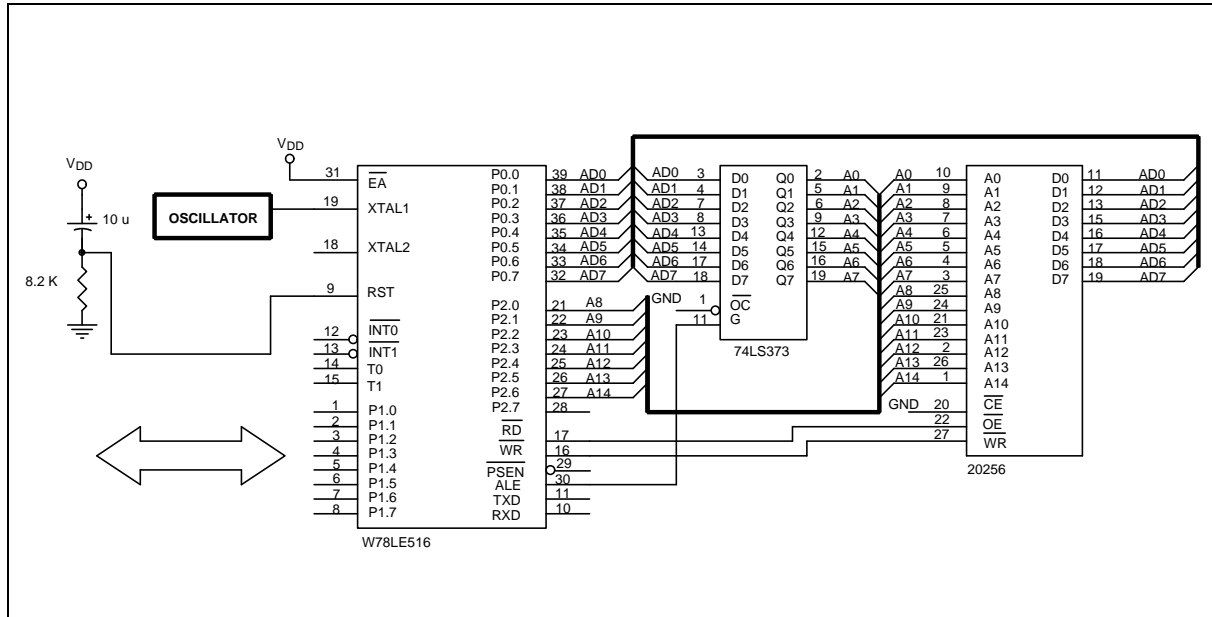 VDD
10 u
8.2 K
OSCILLATOR
VDD
31 EA
19 XTAL1
18 XTAL2
9 RST
12 INT0
13 INT1
14 T0
15 T1
1 P1.0
2 P1.1
3 P1.2
4 P1.3
5 P1.4
6 P1.5
7 P1.6
8 P1.7
P0.0 39 AD0
P0.1 38 AD1
P0.2 37 AD2
P0.3 36 AD3
P0.4 35 AD4
P0.5 34 AD5
P0.6 33 AD6
P0.7 32 AD7
P2.0 21 A8
P2.1 22 A9
P2.2 23 A10
P2.3 24 A11
P2.4 25 A12
P2.5 26 A13
P2.6 27 A14
P2.7 28
RD 17
WR 16
PSEN 29
ALE 30
TXD 11
RXD 10
W78LE516
AD0 3 D0 Q0 2 A0
AD1 4 D1 Q1 5 A1
AD2 7 D2 Q2 6 A2
AD3 8 D3 Q3 9 A3
AD4 13 D4 Q4 12 A4
AD5 14 D5 Q5 15 A5
AD6 17 D6 Q6 16 A6
AD7 18 D7 Q7 19 A7
GND 1 OC
11 G
74LS373
A0 10 A0 D0 11 AD0
A1 9 A1 D1 12 AD1
A2 8 A2 D2 13 AD2
A3 7 A3 D3 15 AD3
A4 6 A4 D4 16 AD4
A5 5 A5 D5 17 AD5
A6 4 A6 D6 18 AD6
A7 3 A7 D7 19 AD7
A8 25 A8
A9 24 A9
A10 21 A10
A11 23 A11
A12 2 A12
A13 26 A13
A14 1 A14
GND 20 CE
22 OE
27 WR
20256